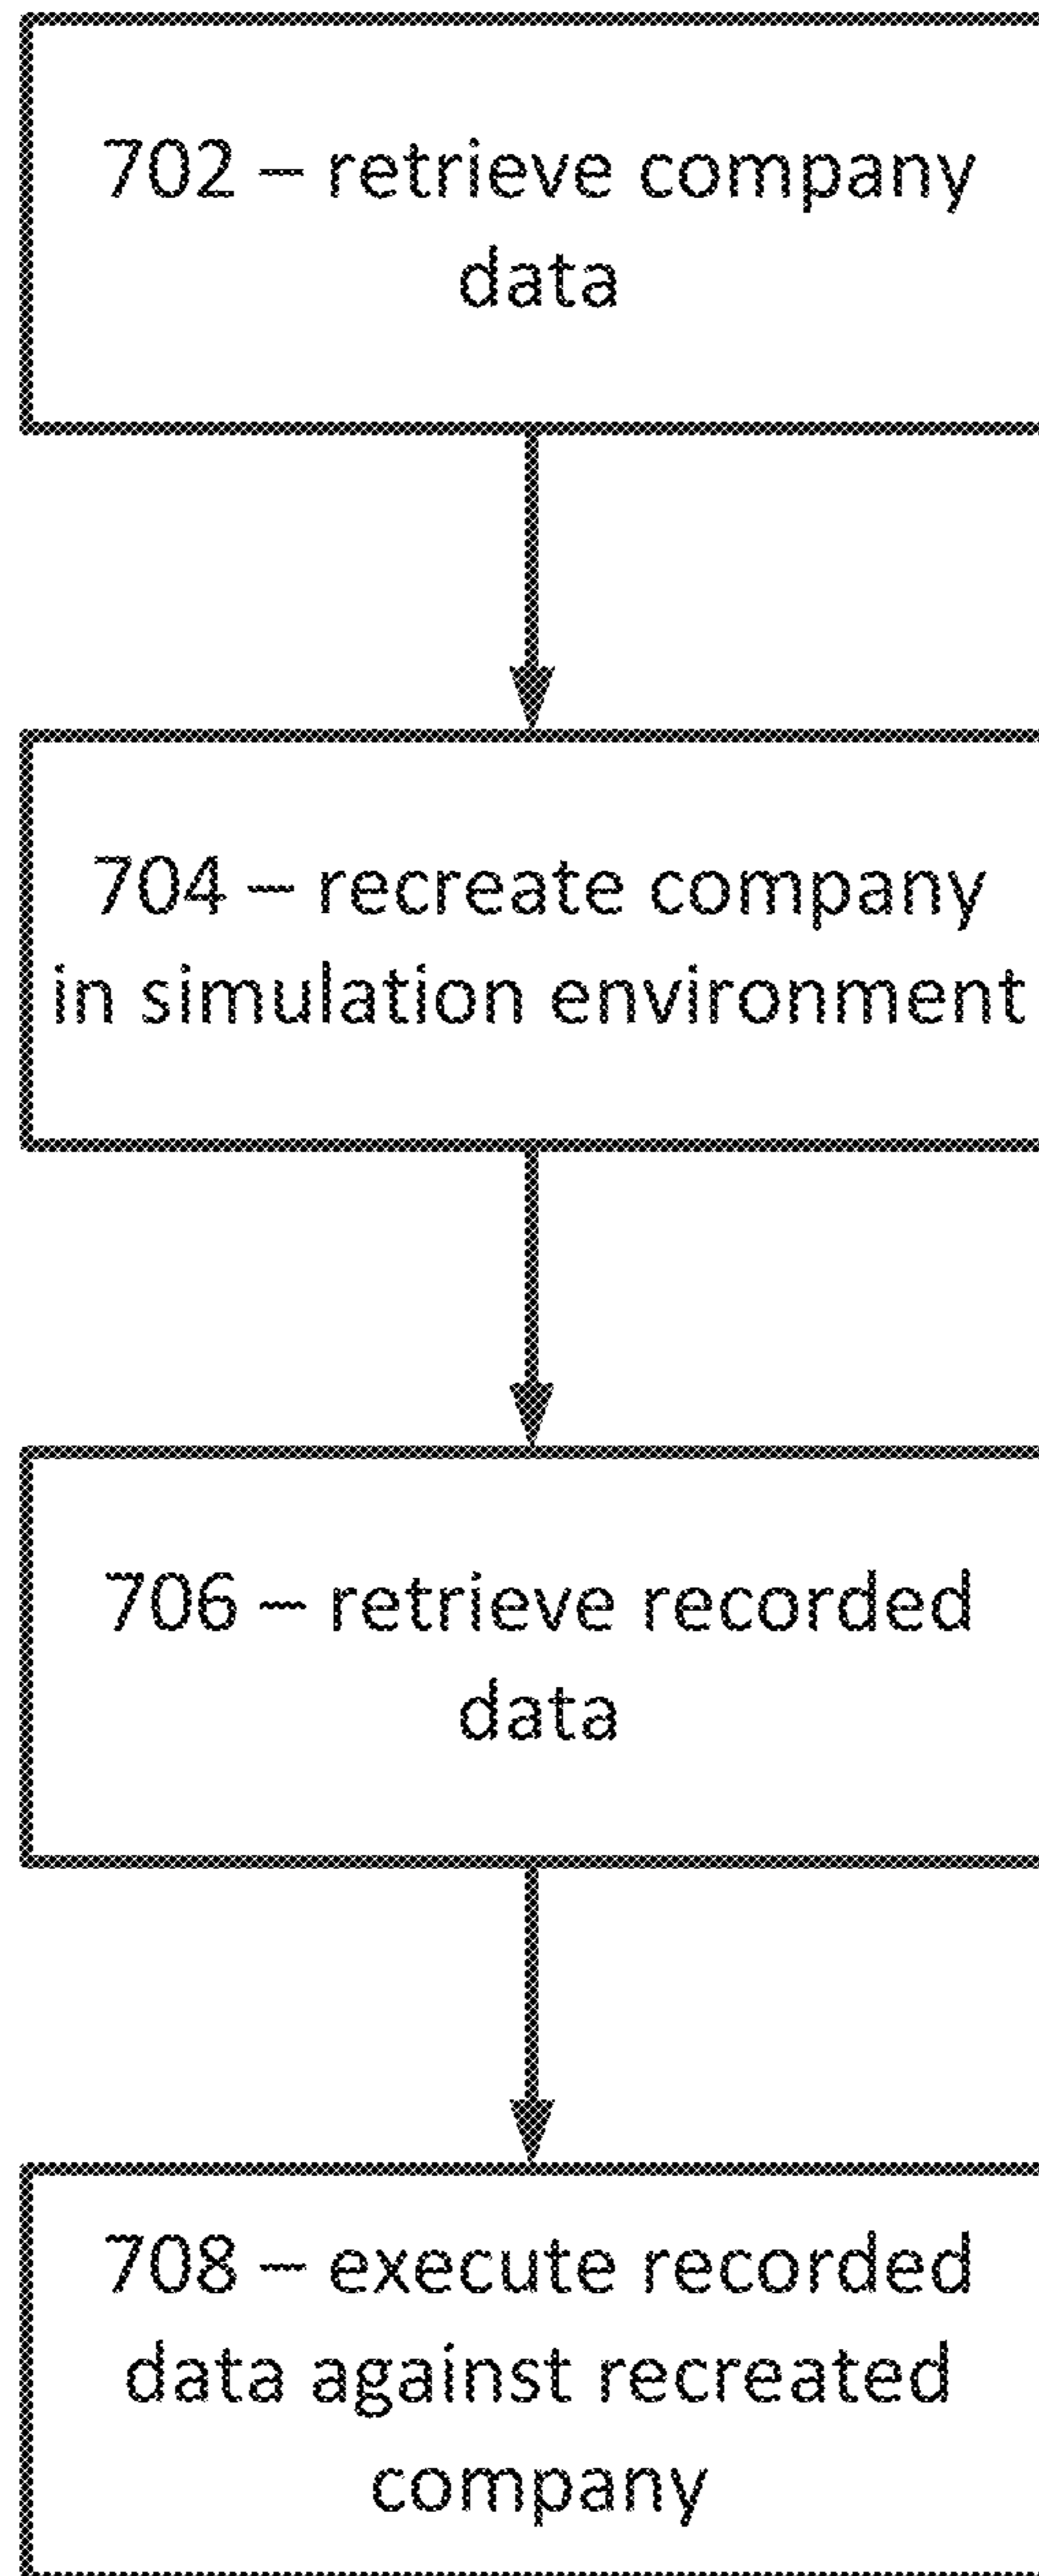 702 – retrieve company
data
704 – recreate company
in simulation environment
706 – retrieve recorded
data
708 – execute recorded
data against recreated
company